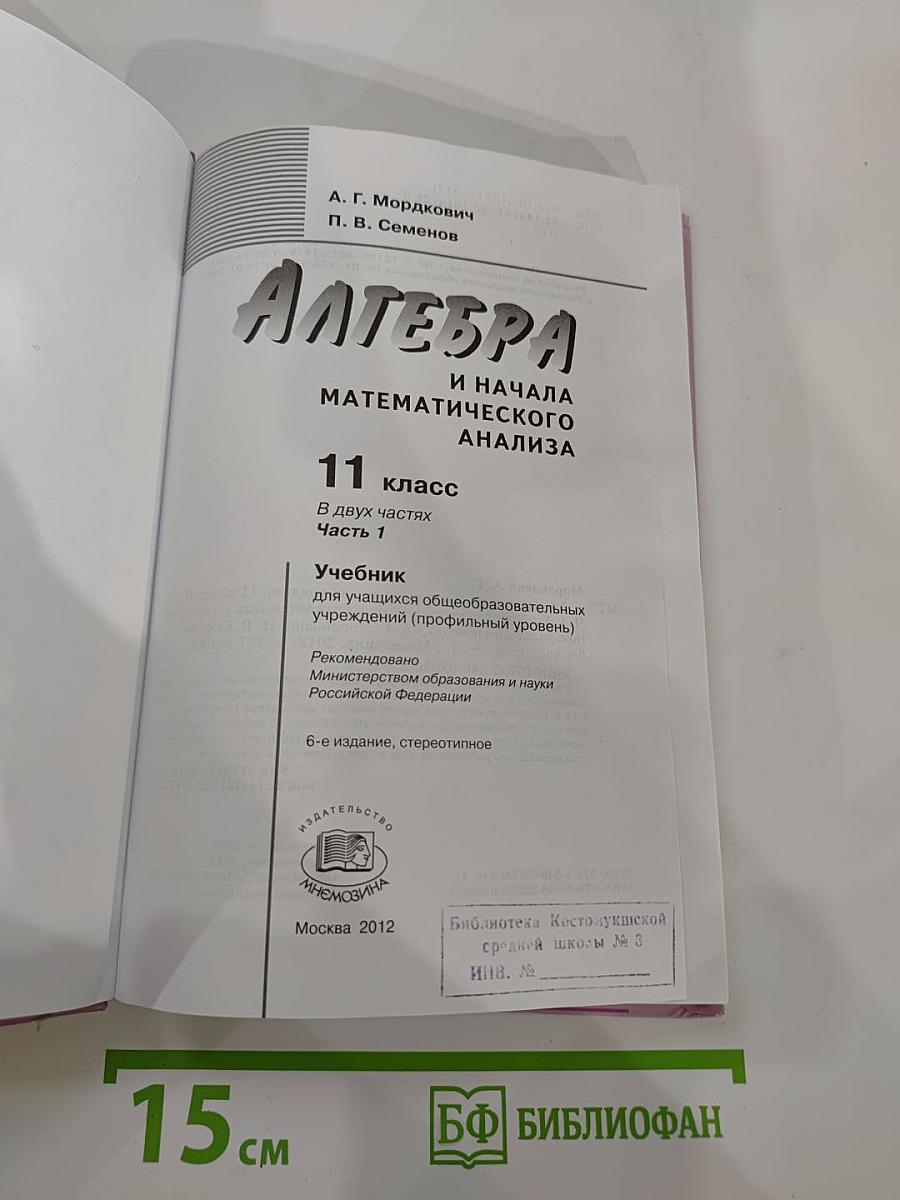 А. Г. Мордкович
П. В. Семенов
АЛГЕБРА
И НАЧАЛА
МАТЕМАТИЧЕСКОГО
АНАЛИЗА
11 класс
В двух частях
Часть 1
Учебник
для учащихся общеобразовательных
учреждений (профильный уровень)
Рекомендовано
Министерством образования и науки
Российской Федерации
6-е издание, стереотипное
ИЗДАТЕЛЬСТВО
МНЕМОЗИНА
Москва 2012
Библиотека Костомукшской
средней школы № 3
ИНВ. №
15 см
БФ БИБЛИОФАН